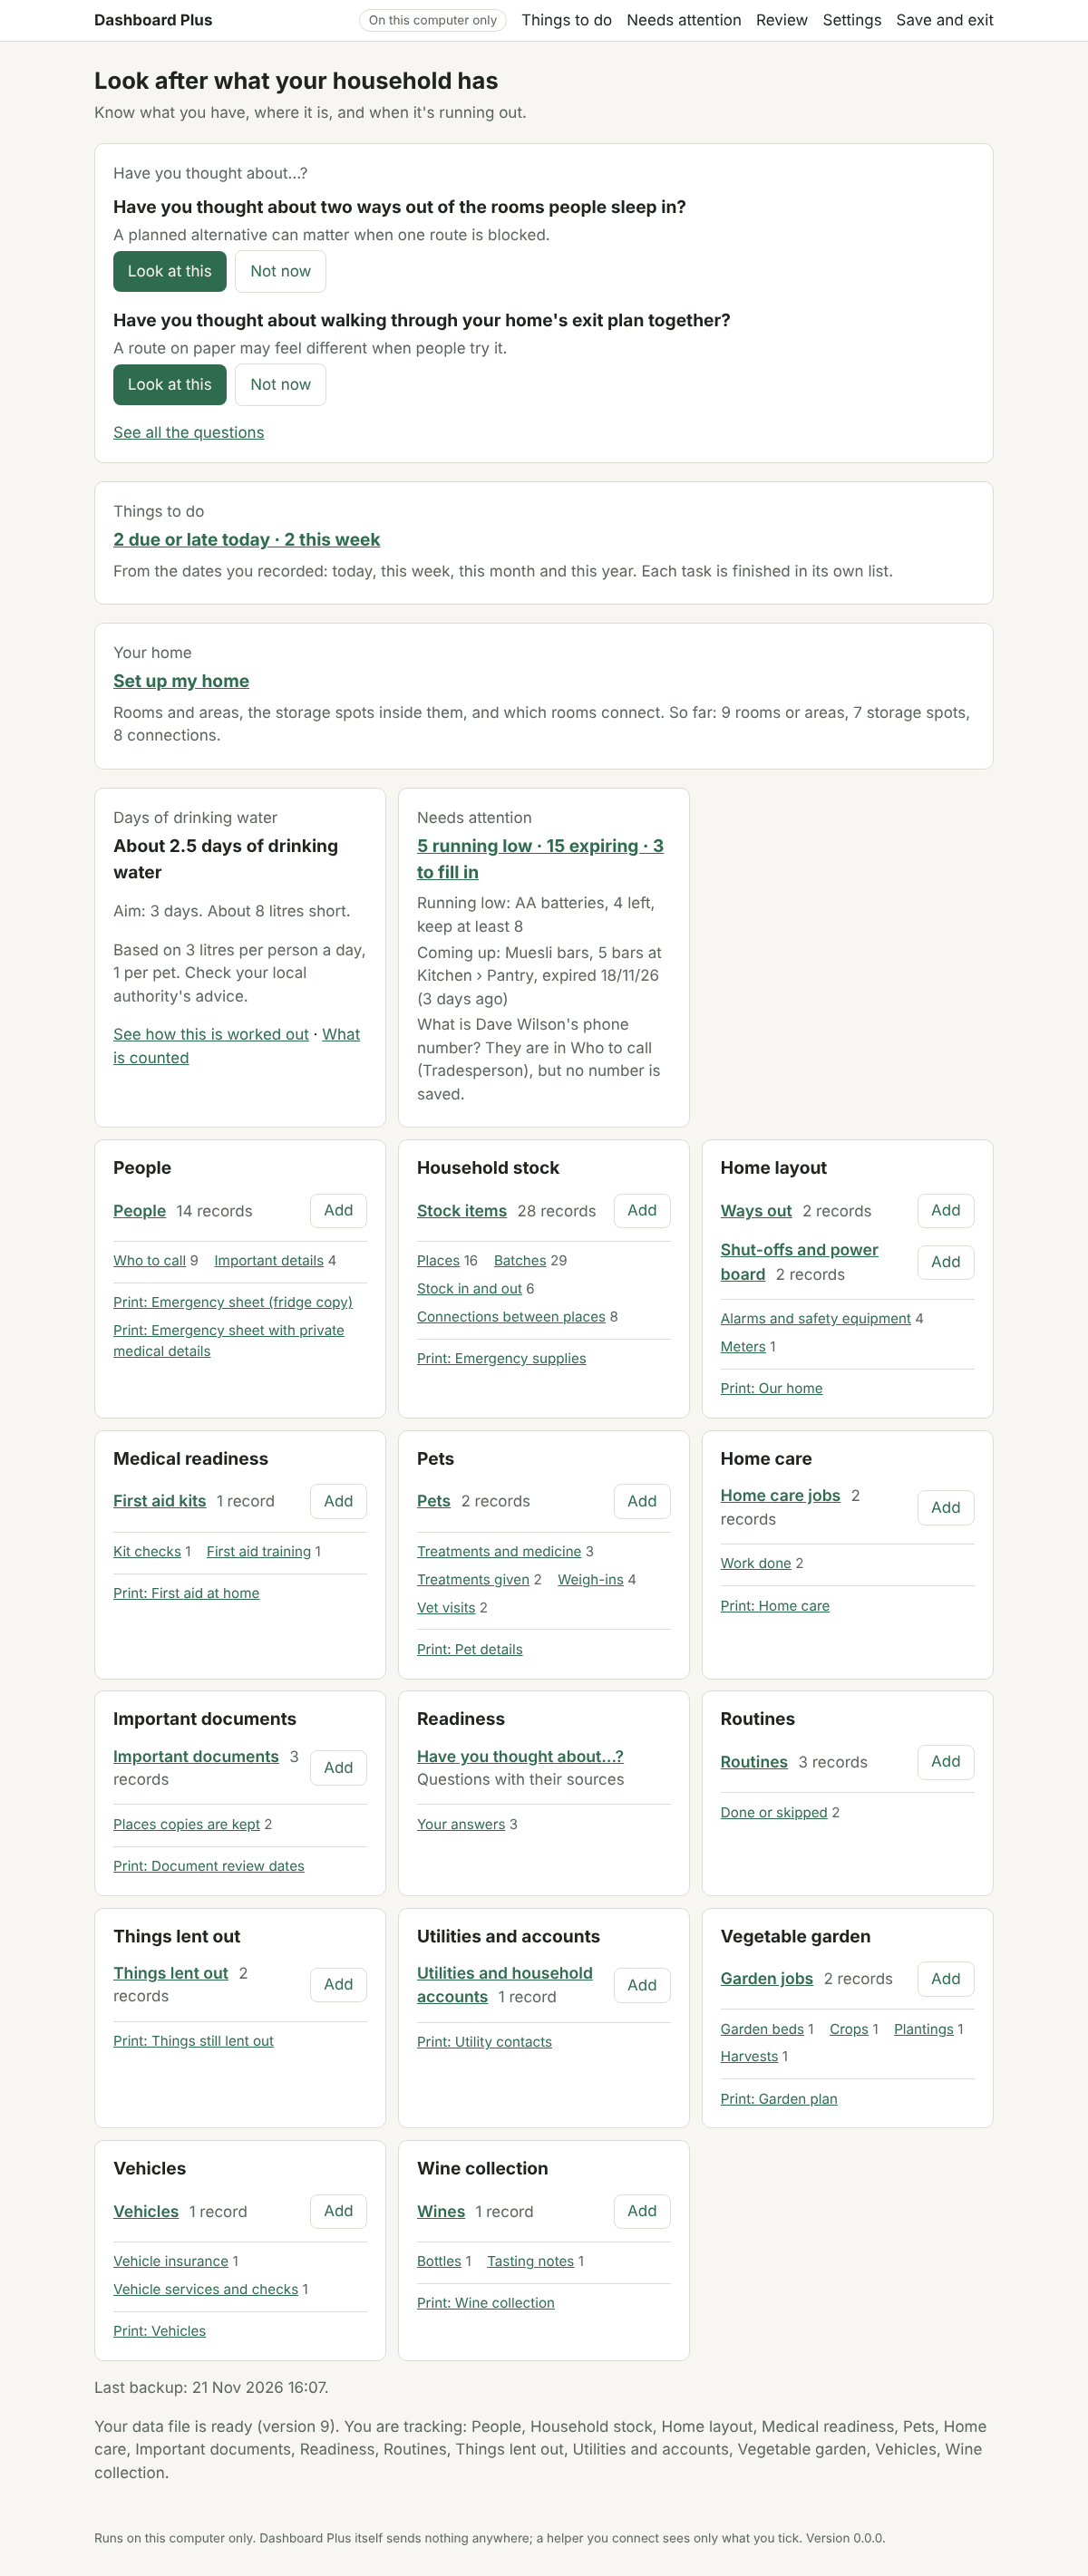 Dashboard Plus
On this computer only
Things to do
Needs attention
Review
Settings
Save and exit
Look after what your household has
Know what you have, where it is, and when it's running out.
Have you thought about...?
Have you thought about two ways out of the rooms people sleep in?
A planned alternative can matter when one route is blocked.
Look at this
Not now
Have you thought about walking through your home's exit plan together?
A route on paper may feel different when people try it.
Look at this
Not now
See all the questions
Things to do
2 due or late today · 2 this week
From the dates you recorded: today, this week, this month and this year. Each task is finished in its own list.
Your home
Set up my home
Rooms and areas, the storage spots inside them, and which rooms connect. So far: 9 rooms or areas, 7 storage spots,
8 connections.
Days of drinking water
About 2.5 days of drinking
water
Aim: 3 days. About 8 litres short.
Based on 3 litres per person a day,
1 per pet. Check your local
authority's advice.
See how this is worked out · What
is counted
Needs attention
5 running low · 15 expiring · 3
to fill in
Running low: AA batteries, 4 left,
keep at least 8
Coming up: Muesli bars, 5 bars at
Kitchen › Pantry, expired 18/11/26
(3 days ago)
What is Dave Wilson's phone
number? They are in Who to call
(Tradesperson), but no number is
saved.
People
People 14 records
Add
Who to call 9 Important details 4
Print: Emergency sheet (fridge copy)
Print: Emergency sheet with private
medical details
Household stock
Stock items 28 records
Add
Places 16 Batches 29
Stock in and out 6
Connections between places 8
Print: Emergency supplies
Home layout
Ways out 2 records
Add
Shut-offs and power
board 2 records
Add
Alarms and safety equipment 4
Meters 1
Print: Our home
Medical readiness
First aid kits 1 record
Add
Kit checks 1 First aid training 1
Print: First aid at home
Pets
Pets 2 records
Add
Treatments and medicine 3
Treatments given 2 Weigh-ins 4
Vet visits 2
Print: Pet details
Home care
Home care jobs 2
records
Add
Work done 2
Print: Home care
Important documents
Important documents 3
records
Add
Places copies are kept 2
Print: Document review dates
Readiness
Have you thought about...?
Questions with their sources
Your answers 3
Routines
Routines 3 records
Add
Done or skipped 2
Things lent out
Things lent out 2
records
Add
Print: Things still lent out
Utilities and accounts
Utilities and household
accounts 1 record
Add
Print: Utility contacts
Vegetable garden
Garden jobs 2 records
Add
Garden beds 1 Crops 1 Plantings 1
Harvests 1
Print: Garden plan
Vehicles
Vehicles 1 record
Add
Vehicle insurance 1
Vehicle services and checks 1
Print: Vehicles
Wine collection
Wines 1 record
Add
Bottles 1 Tasting notes 1
Print: Wine collection
Last backup: 21 Nov 2026 16:07.
Your data file is ready (version 9). You are tracking: People, Household stock, Home layout, Medical readiness, Pets, Home
care, Important documents, Readiness, Routines, Things lent out, Utilities and accounts, Vegetable garden, Vehicles, Wine
collection.
Runs on this computer only. Dashboard Plus itself sends nothing anywhere; a helper you connect sees only what you tick. Version 0.0.0.